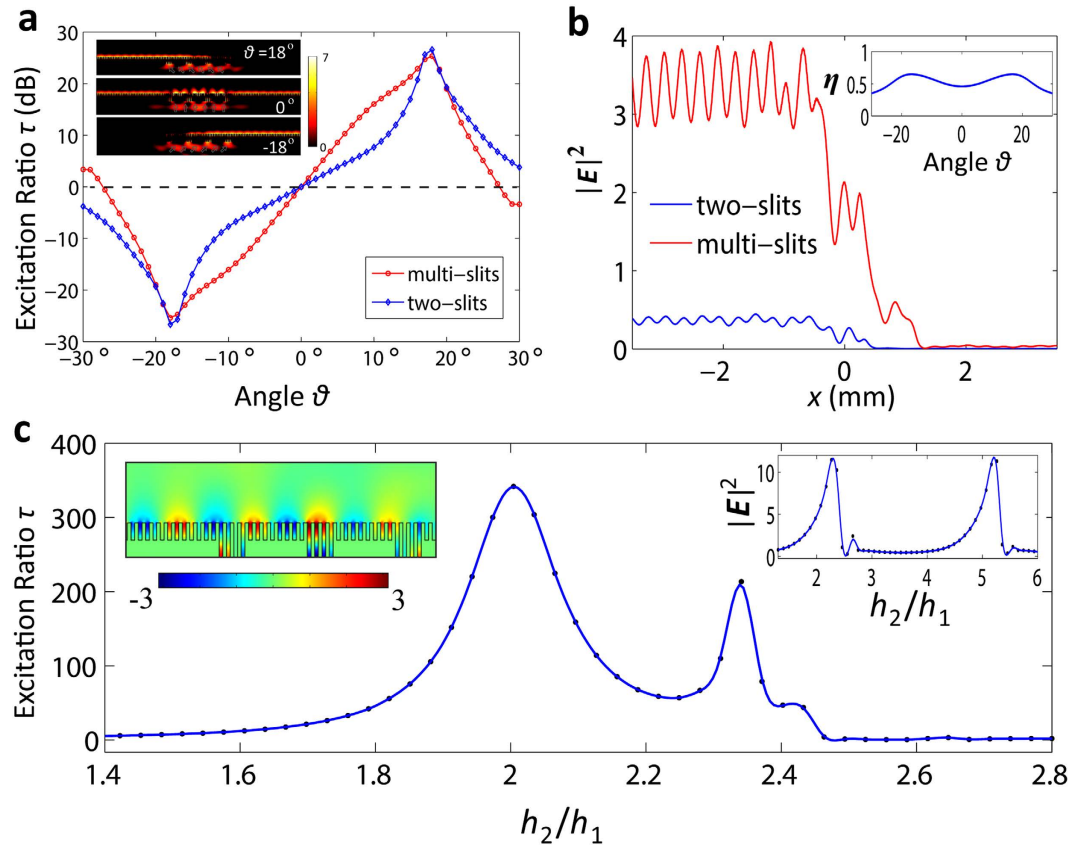 a
Excitation Ratio τ (dB)
30
20
10
0
−10
−20
−30
−30° −20° −10° 0° 10° 20° 30°
Angle ϑ
ϑ=18°
0°
-18°
7
0
multi−slits
two−slits
b
|E|²
4
3
2
1
0
−2 0 2
x (mm)
two−slits
multi−slits
η
1
0.5
0
−20 0 20
Angle ϑ
c
Excitation Ratio τ
400
300
200
100
0
1.4 1.6 1.8 2 2.2 2.4 2.6 2.8
h₂/h₁
-3 3
|E|²
10
5
0
2 3 4 5 6
h₂/h₁